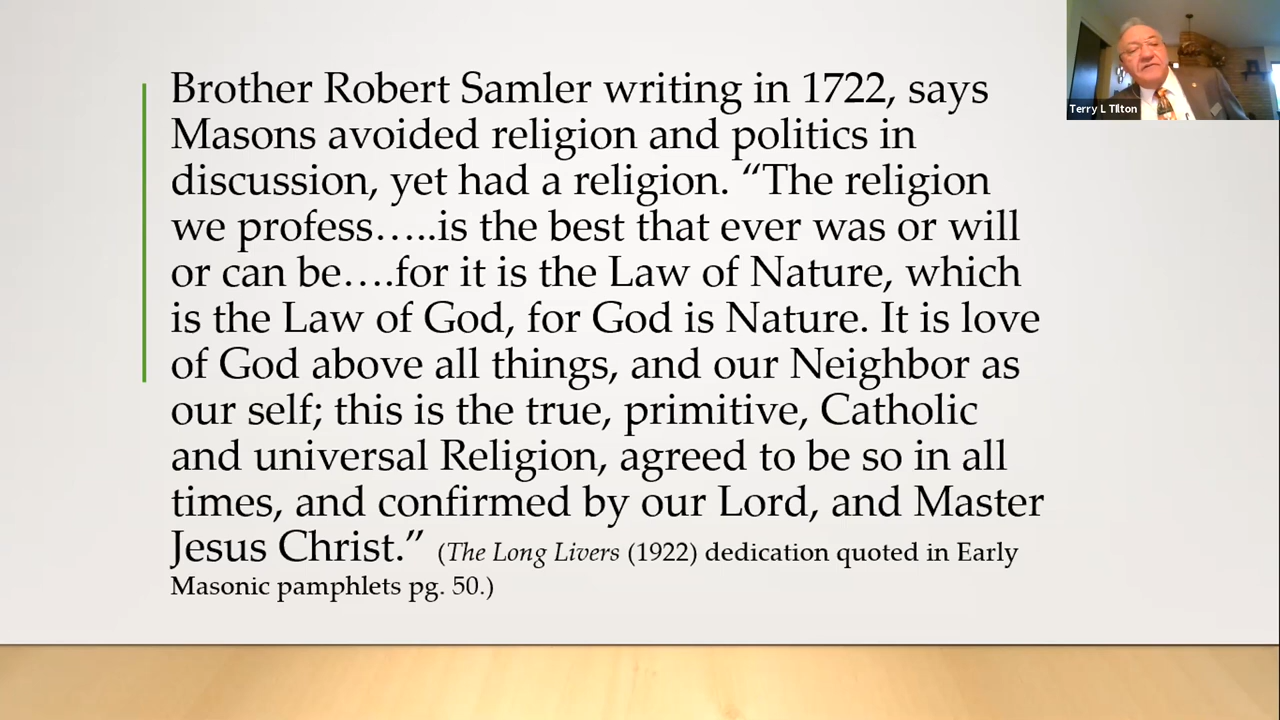 Brother Robert Samler writing in 1722, says
Masons avoided religion and politics in
discussion, yet had a religion. “The religion
we profess…..is the best that ever was or will
or can be….for it is the Law of Nature, which
is the Law of God, for God is Nature. It is love
of God above all things, and our Neighbor as
our self; this is the true, primitive, Catholic
and universal Religion, agreed to be so in all
times, and confirmed by our Lord, and Master
Jesus Christ.” (The Long Livers (1922) dedication quoted in Early
Masonic pamphlets pg. 50.)
Terry L Tilton